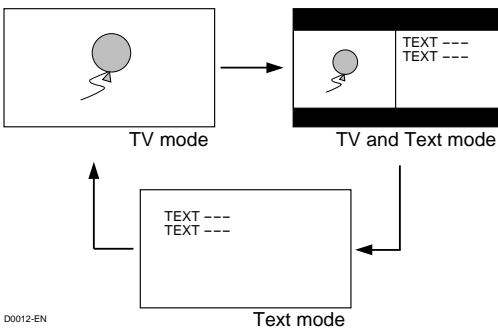 TEXT ---
TEXT ---
TV mode
TV and Text mode
TEXT ---
TEXT ---
D0012-EN
Text mode